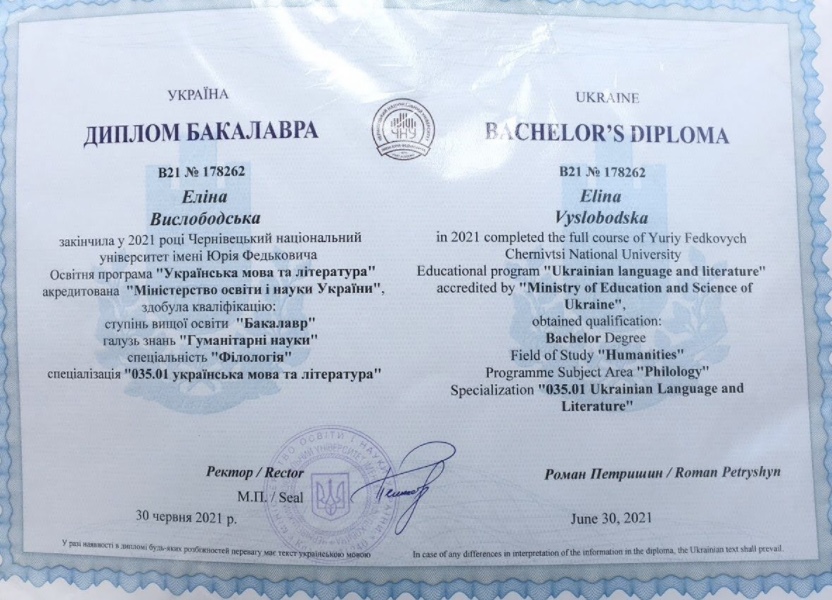 УКРАЇНА
ДИПЛОМ БАКАЛАВРА
В21 № 178262
Еліна
Вислободська
закінчила у 2021 році Чернівецький національний
університет імені Юрія Федьковича
Освітня програма "Українська мова та література"
акредитована "Міністерство освіти і науки України",
здобула кваліфікацію:
ступінь вищої освіти "Бакалавр"
галузь знань "Гуманітарні науки"
спеціальність "Філологія"
спеціалізація "035.01 українська мова та література"
Ректор / Rector
М.П. / Seal
30 червня 2021 р.
У разі наявності в дипломі будь-яких розбіжностей перевагу має текст українською мовою
ЧНУ
UKRAINE
BACHELOR'S DIPLOMA
B21 № 178262
Elina
Vyslobodska
in 2021 completed the full course of Yuriy Fedkovych
Chernivtsi National University
Educational program "Ukrainian language and literature"
accredited by "Ministry of Education and Science of
Ukraine",
obtained qualification:
Bachelor Degree
Field of Study "Humanities"
Programme Subject Area "Philology"
Specialization "035.01 Ukrainian Language and
Literature"
Роман Петришин / Roman Petryshyn
June 30, 2021
In case of any differences in interpretation of the information in the diploma, the Ukrainian text shall prevail.